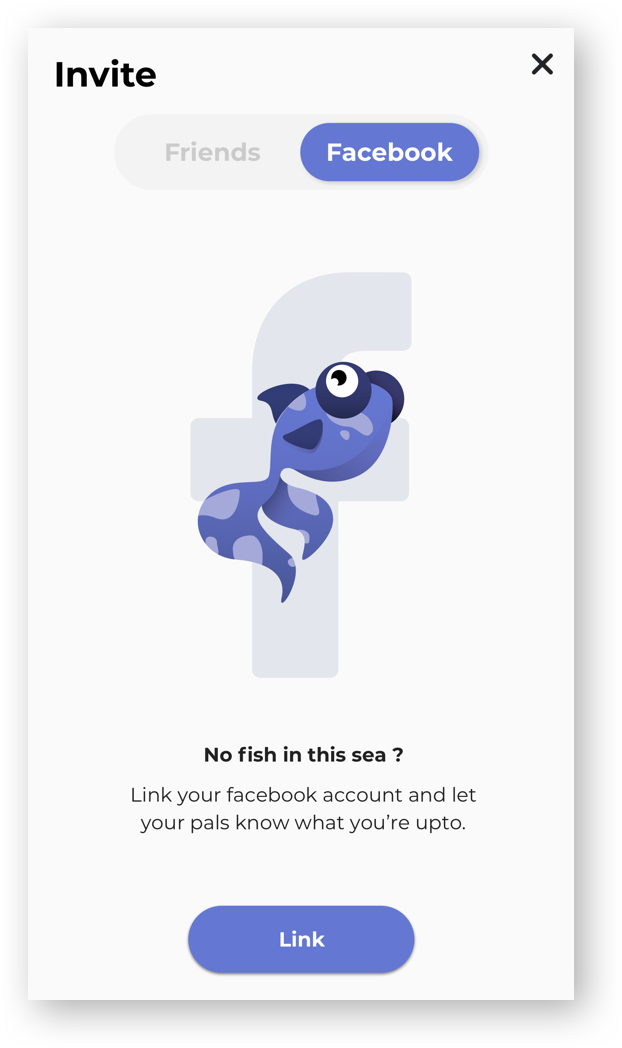 Invite
Friends
Facebook
No fish in this sea ?
Link your facebook account and let
your pals know what you’re upto.
Link